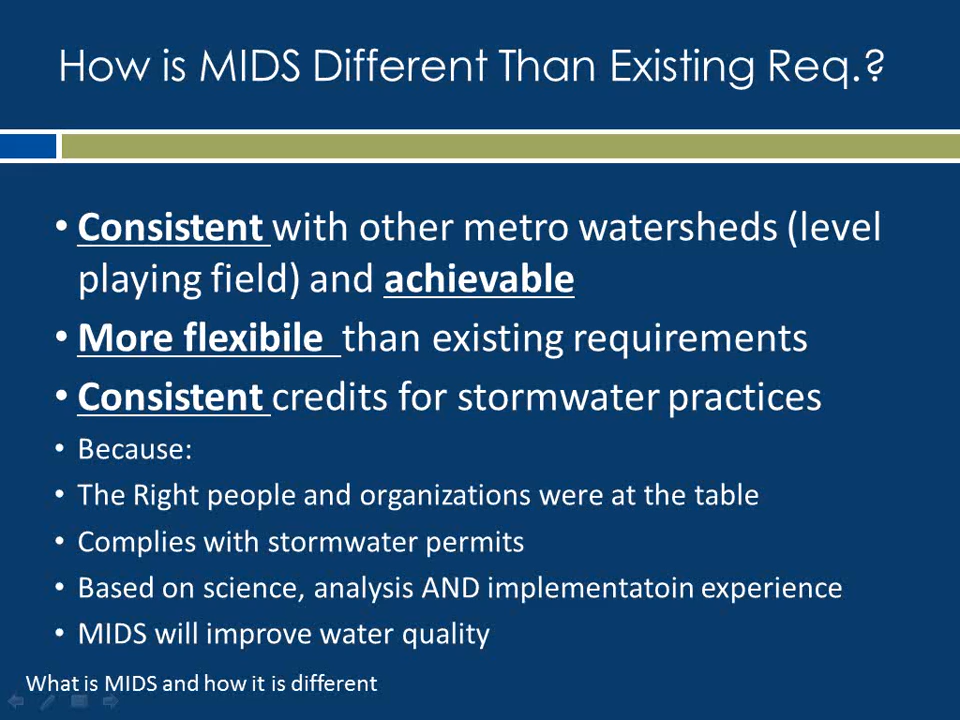 How is MIDS Different Than Existing Req.?
• Consistent with other metro watersheds (level
playing field) and achievable
• More flexibile than existing requirements
• Consistent credits for stormwater practices
• Because:
• The Right people and organizations were at the table
• Complies with stormwater permits
• Based on science, analysis AND implementatoin experience
• MIDS will improve water quality
What is MIDS and how it is different